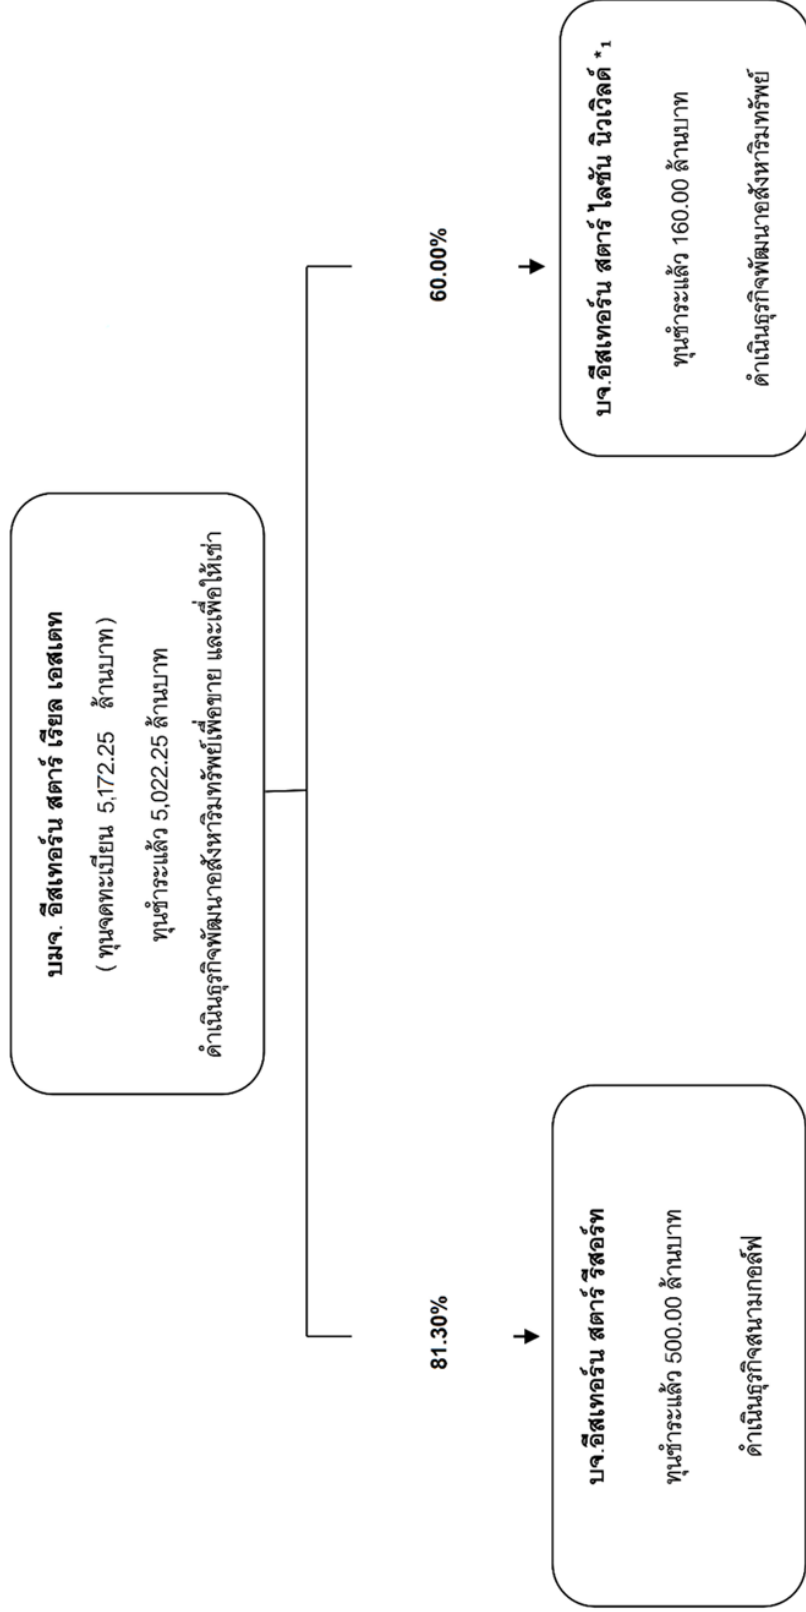 บมจ. อีสเทอร์น สตาร์ เรียล เอสเตท
( ทุนจดทะเบียน 5,172.25 ล้านบาท )
ทุนชำระแล้ว 5,022.25 ล้านบาท
ดำเนินธุรกิจพัฒนาอสังหาริมทรัพย์เพื่อขาย และเพื่อให้เช่า
81.30%
60.00%
บจ.อีสเทอร์น สตาร์ รีสอร์ท
ทุนชำระแล้ว 500.00 ล้านบาท
ดำเนินธุรกิจสนามกอล์ฟ
บจ.อีสเทอร์น สตาร์ ไลซัน นิวเวิลด์ *₁
ทุนชำระแล้ว 160.00 ล้านบาท
ดำเนินธุรกิจพัฒนาอสังหาริมทรัพย์